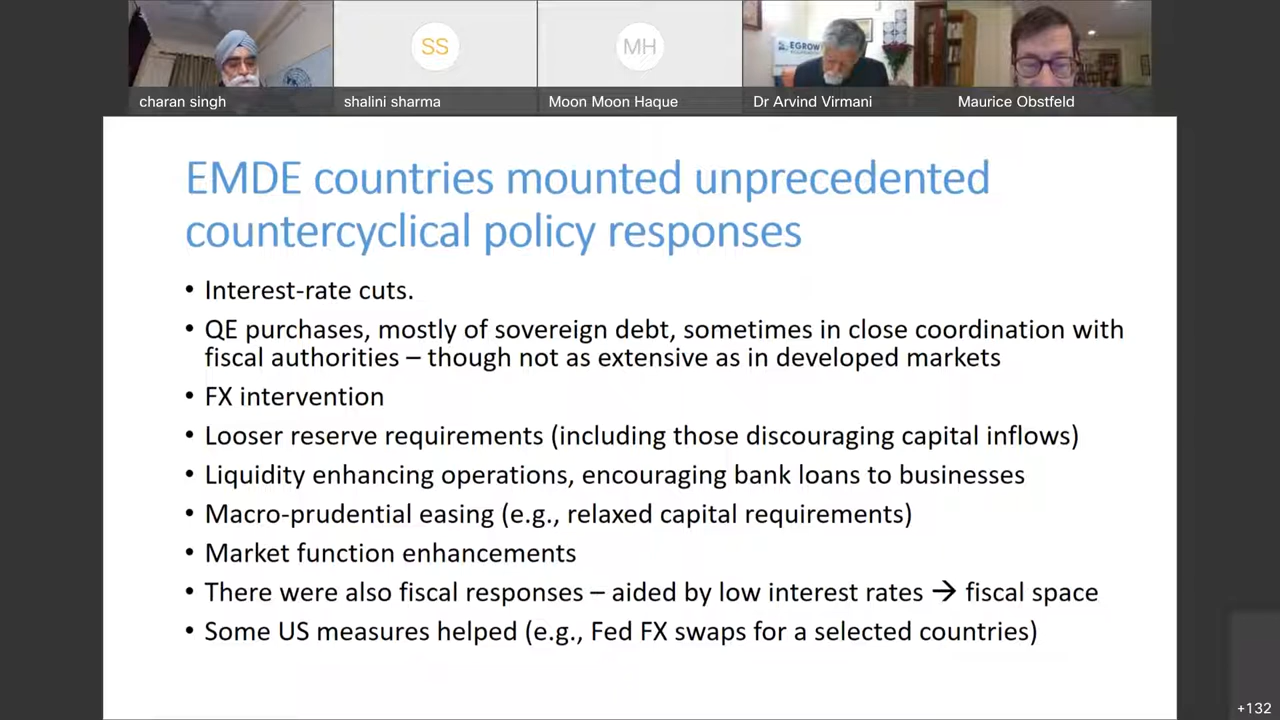 SS
MH
EGROW
charan singh
shalini sharma
Moon Moon Haque
Dr Arvind Virmani
Maurice Obstfeld
EMDE countries mounted unprecedented
countercyclical policy responses
• Interest-rate cuts.
• QE purchases, mostly of sovereign debt, sometimes in close coordination with
fiscal authorities – though not as extensive as in developed markets
• FX intervention
• Looser reserve requirements (including those discouraging capital inflows)
• Liquidity enhancing operations, encouraging bank loans to businesses
• Macro-prudential easing (e.g., relaxed capital requirements)
• Market function enhancements
• There were also fiscal responses – aided by low interest rates → fiscal space
• Some US measures helped (e.g., Fed FX swaps for a selected countries)
+132